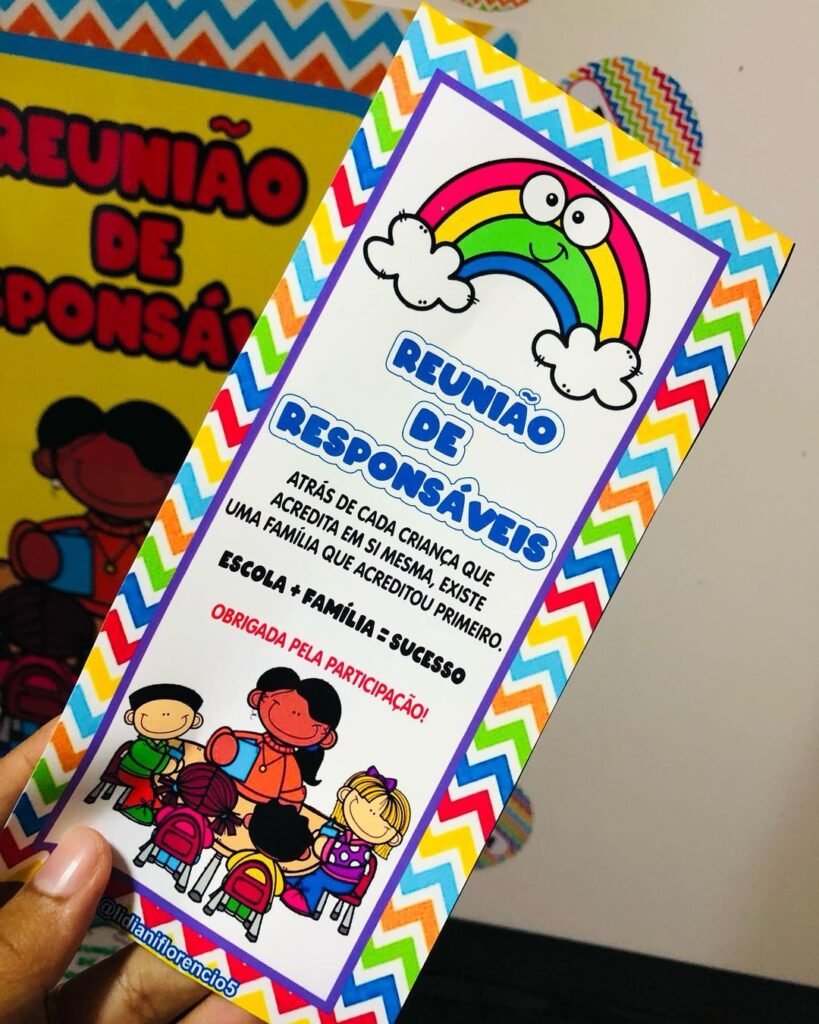 REUNIÃO
DE
REUNIÃO
DE
RESPONSÁVEIS
ATRÁS DE CADA CRIANÇA QUE
ACREDITA EM SI MESMA, EXISTE
UMA FAMÍLIA QUE ACREDITOU PRIMEIRO.
ESCOLA + FAMÍLIA = SUCESSO
OBRIGADA PELA PARTICIPAÇÃO!
@lidianiflorencio5